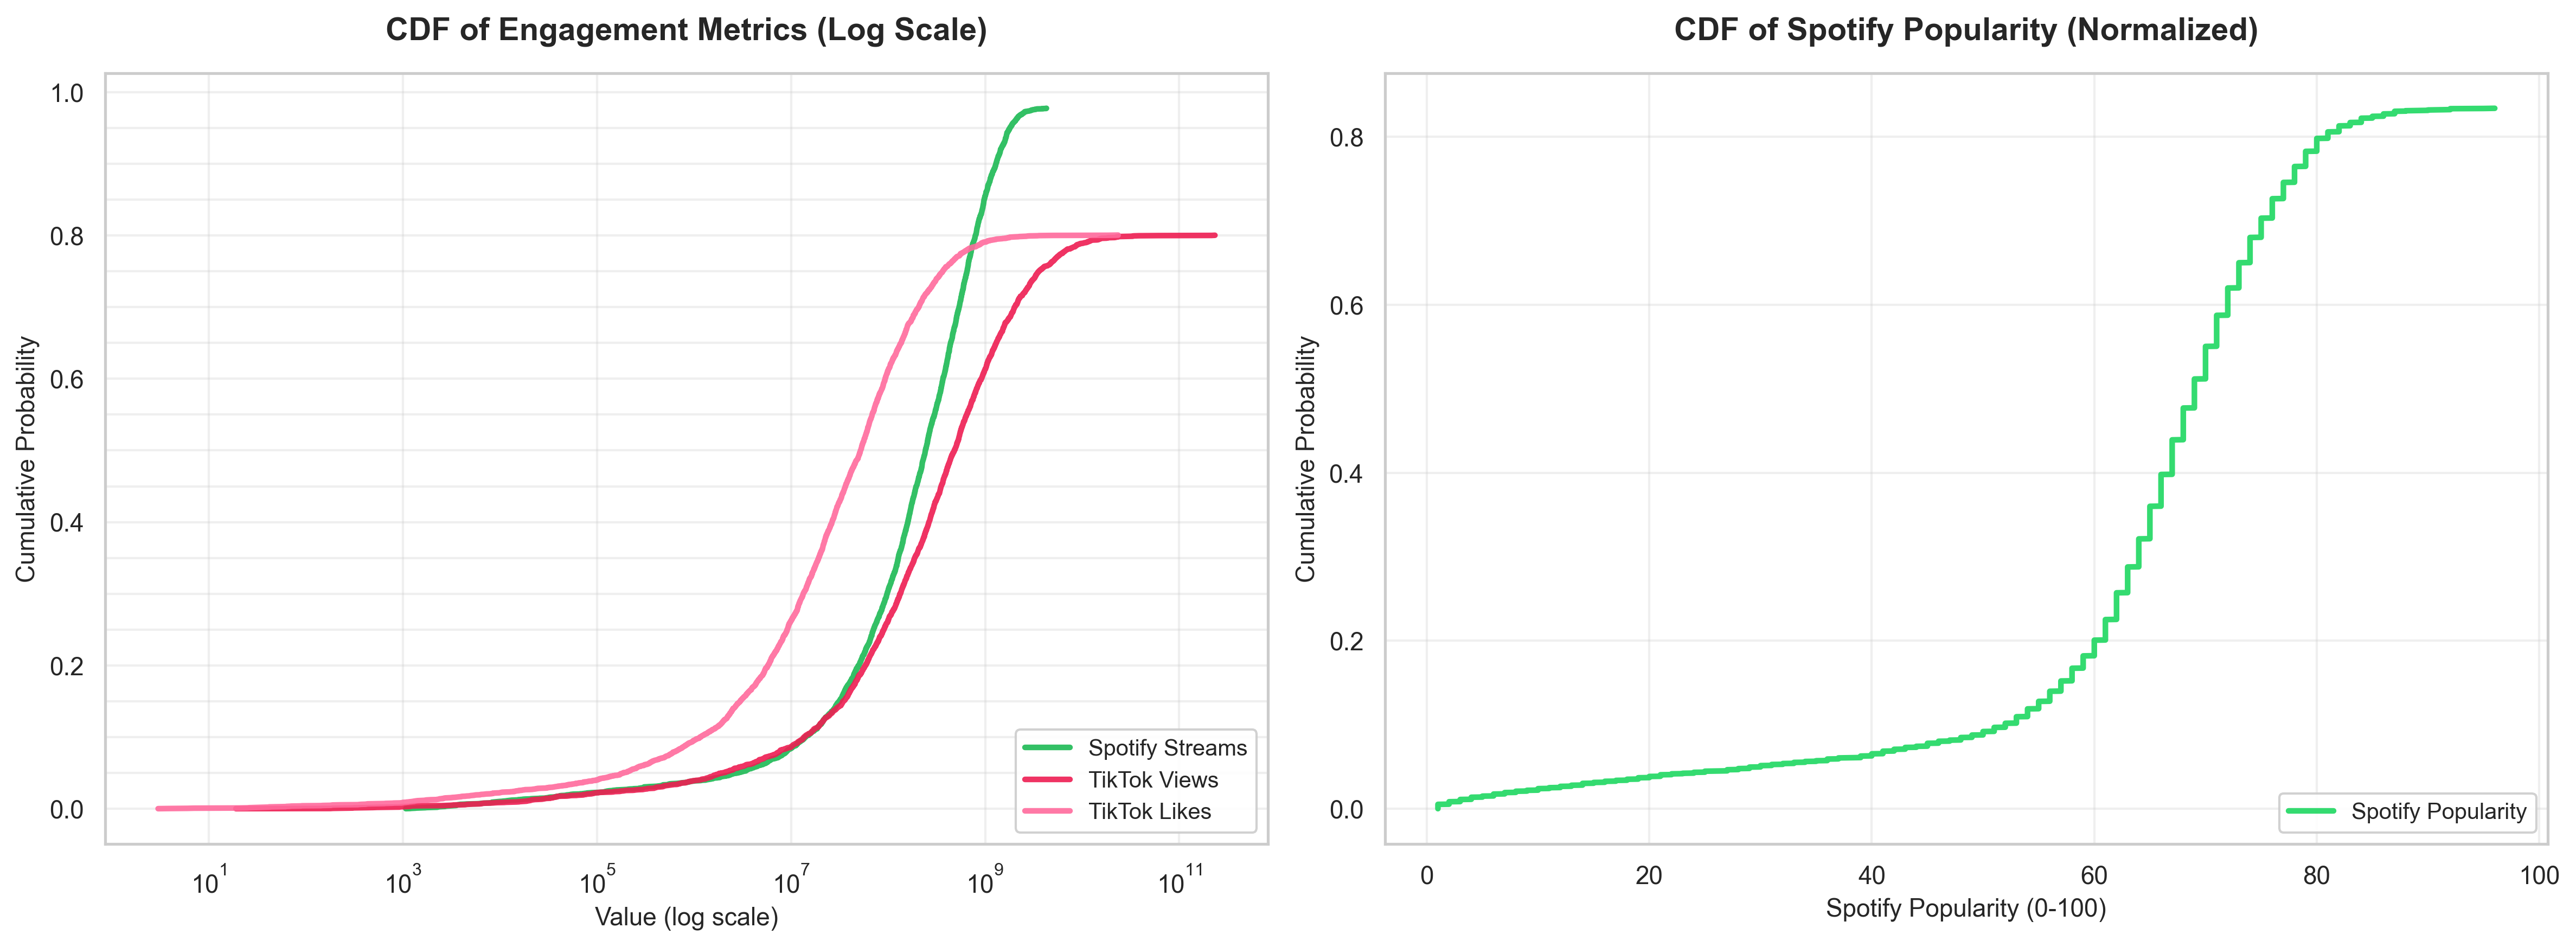 CDF of Engagement Metrics (Log Scale)
Cumulative Probability
1.0
0.8
0.6
0.4
0.2
0.0
10^1
10^3
10^5
10^7
10^9
10^11
Value (log scale)
Spotify Streams
TikTok Views
TikTok Likes
CDF of Spotify Popularity (Normalized)
Cumulative Probability
0.8
0.6
0.4
0.2
0.0
0
20
40
60
80
100
Spotify Popularity (0-100)
Spotify Popularity